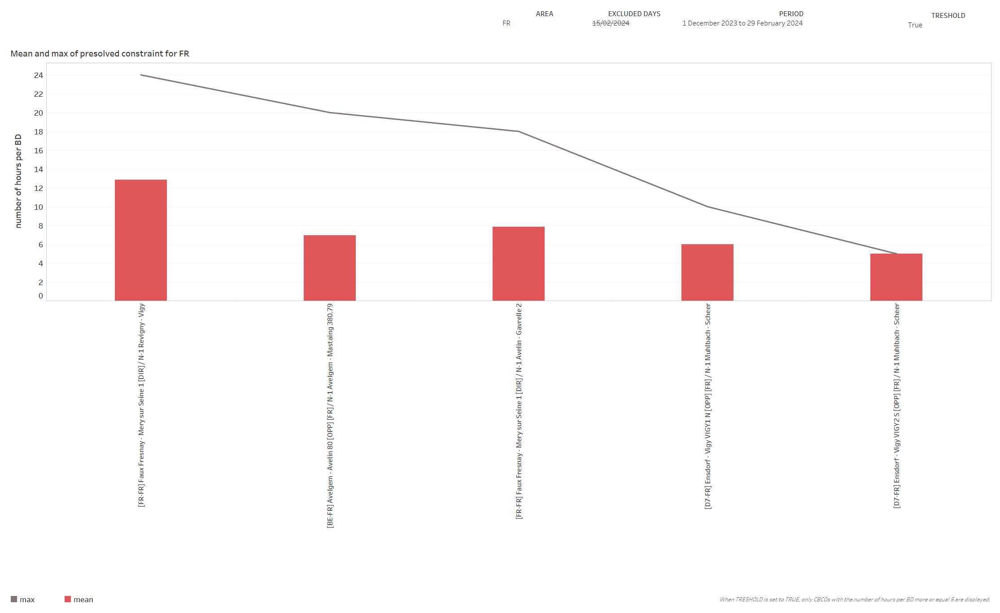 AREA
FR
EXCLUDED DAYS
15/02/2024
PERIOD
1 December 2023 to 29 February 2024
TRESHOLD
True
Mean and max of presolved constraint for FR
number of hours per BD
24
22
20
18
16
14
12
10
8
6
4
2
0
[FR-FR] Faux Fresnay - Mery sur Seine 1 [DIR] / N-1 Revigny - Vigy
[BE-FR] Avelgem - Avelin 80 [OPP] [FR] / N-1 Avelgem - Mastaing 380.79
[FR-FR] Faux Fresnay - Mery sur Seine 1 [DIR] / N-1 Avelin - Gavrelle 2
[D7-FR] Ensdorf - Vigy VIGY1 N [OPP] [FR] / N-1 Muhlbach - Scheer
[D7-FR] Ensdorf - Vigy VIGY2 S [OPP] [FR] / N-1 Muhlbach - Scheer
max
mean
When TRESHOLD is set to TRUE, only CBCOs with the number of hours per BD more or equal 5 are displayed.